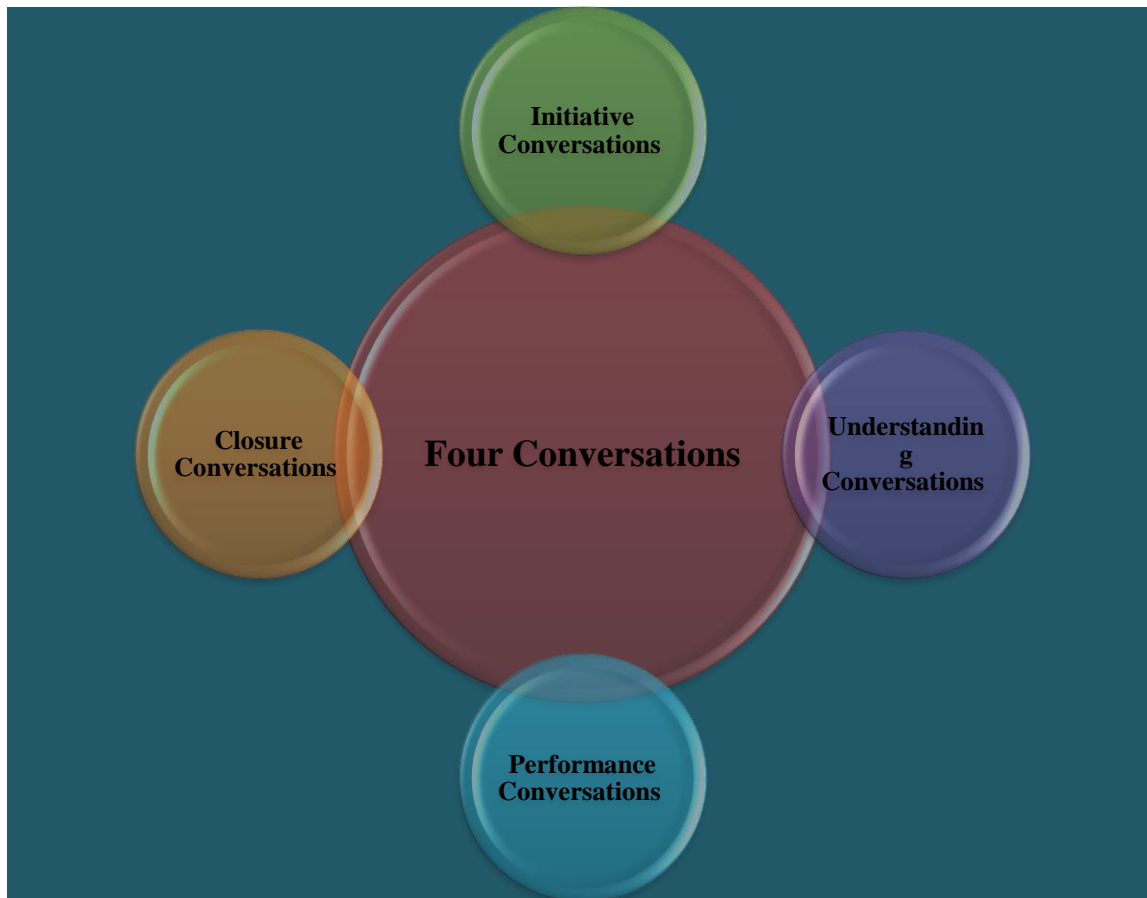 Initiative
Conversations
Closure
Conversations
Four Conversations
Understandin
g
Conversations
Performance
Conversations